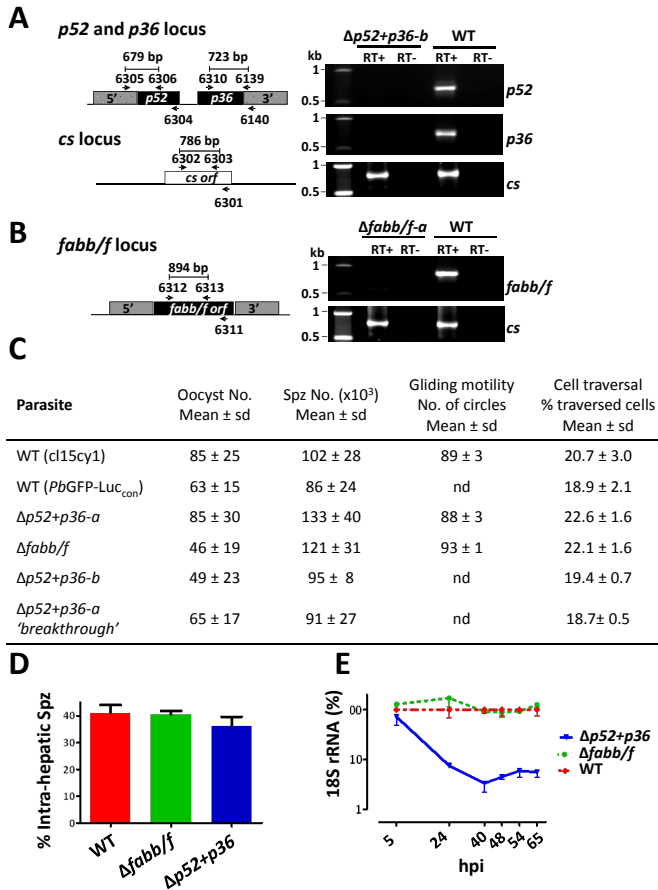 A
p52 and p36 locus
679 bp
723 bp
6305 6306
6310 6139
5’ p52 p36 3’
6304
6140
cs locus
786 bp
6302 6303
cs orf
6301
Δp52+p36-b WT
kb RT+ RT- RT+ RT-
1
0.5
p52
p36
1
0.5
cs
B
fabb/f locus
894 bp
6312 6313
5’ fabb/f orf 3’
6311
Δfabb/f-a WT
kb RT+ RT- RT+ RT-
1
0.5
fabb/f
1
0.5
cs
C
Parasite
Oocyst No. Mean ± sd
Spz No. (x10³) Mean ± sd
Gliding motility No. of circles Mean ± sd
Cell traversal % traversed cells Mean ± sd
WT (cl15cy1) 85 ± 25 102 ± 28 89 ± 3 20.7 ± 3.0
WT (PbGFP-Luccon) 63 ± 15 86 ± 24 nd 18.9 ± 2.1
Δp52+p36-a 85 ± 30 133 ± 40 88 ± 3 22.6 ± 1.6
Δfabb/f 46 ± 19 121 ± 31 93 ± 1 22.1 ± 1.6
Δp52+p36-b 49 ± 23 95 ± 8 nd 19.4 ± 0.7
Δp52+p36-a ‘breakthrough’ 65 ± 17 91 ± 27 nd 18.7± 0.5
D
% Intra-hepatic Spz
40
30
20
10
0
WT
Δfabb/f
Δp52+p36
E
18S rRNA (%)
00
10
1
5 24 40 48 54 65
hpi
Δp52+p36
Δfabb/f
WT